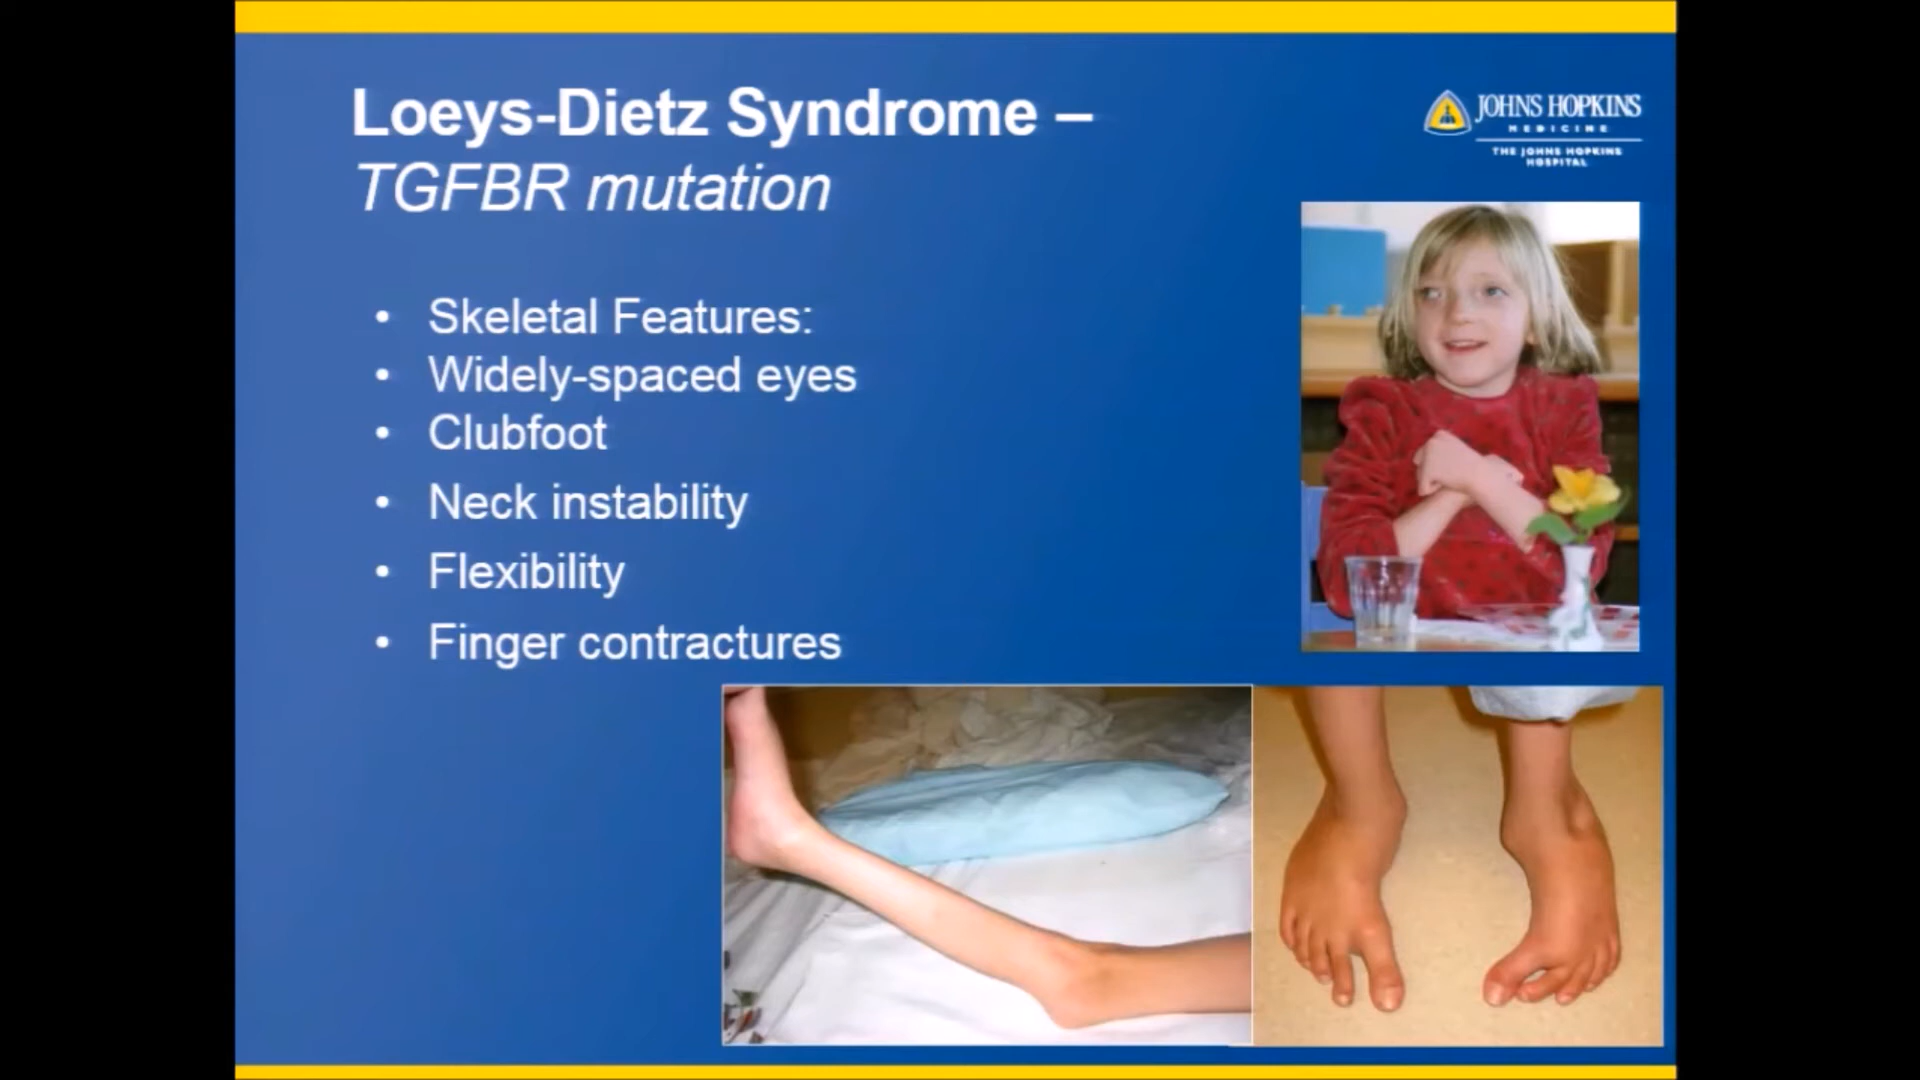 Loeys-Dietz Syndrome –
TGFBR mutation
JOHNS HOPKINS
MEDICINE
THE JOHNS HOPKINS
HOSPITAL
• Skeletal Features:
• Widely-spaced eyes
• Clubfoot
• Neck instability
• Flexibility
• Finger contractures